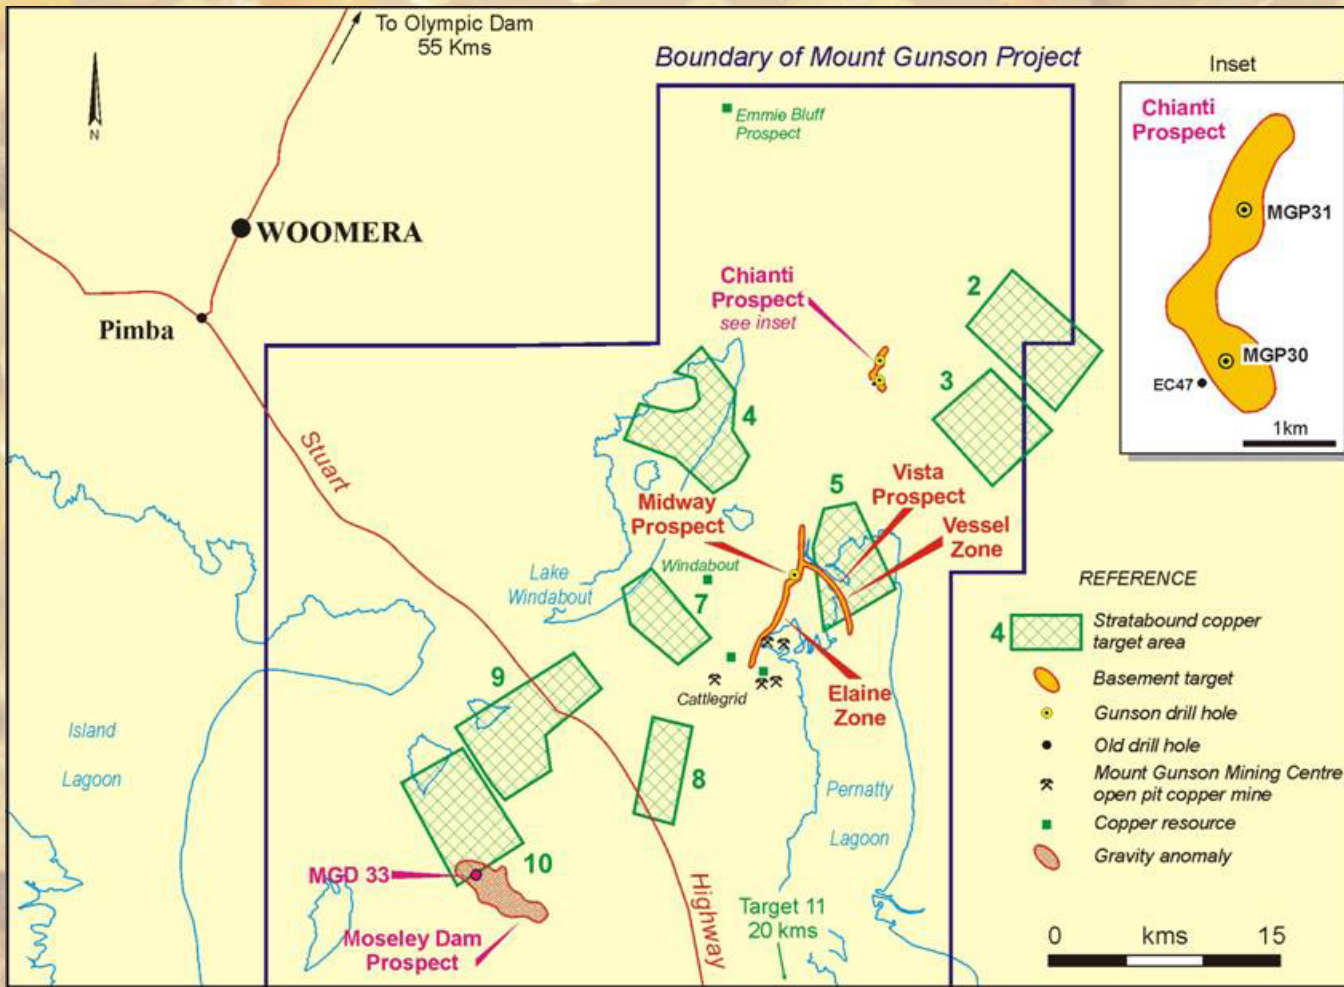 To Olympic Dam
55 Kms
Boundary of Mount Gunson Project
Inset
N
Emmie Bluff
Prospect
Chianti
Prospect
MGP31
MGP30
EC47
1km
WOOMERA
Pimba
Chianti
Prospect
see inset
2
3
4
5
Vista
Prospect
Midway
Prospect
Vessel
Zone
Stuart
Windabout
Lake
Windabout
7
REFERENCE
4
Stratabound copper
target area
Basement target
Gunson drill hole
Old drill hole
Mount Gunson Mining Centre
open pit copper mine
Copper resource
Gravity anomaly
9
Cattlegrid
Elaine
Zone
Island
Lagoon
8
Pernatty
Lagoon
10
MGD 33
Highway
Target 11
20 kms
Moseley Dam
Prospect
0 kms 15